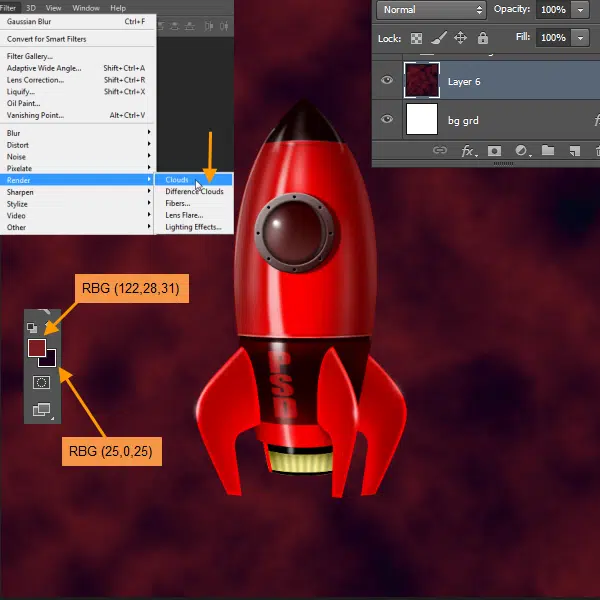 Filter 3D View Window Help
Gaussian Blur Ctrl+F
Convert for Smart Filters
Filter Gallery...
Adaptive Wide Angle... Shift+Ctrl+A
Lens Correction... Shift+Ctrl+R
Liquify... Shift+Ctrl+X
Oil Paint...
Vanishing Point... Alt+Ctrl+V
Blur
Distort
Noise
Pixelate
Render
Sharpen
Stylize
Video
Other
Clouds
Difference Clouds
Fibers...
Lens Flare...
Lighting Effects...
Normal Opacity: 100%
Lock: Fill: 100%
Layer 6
bg grd
fx
fx
RBG (122,28,31)
RBG (25,0,25)